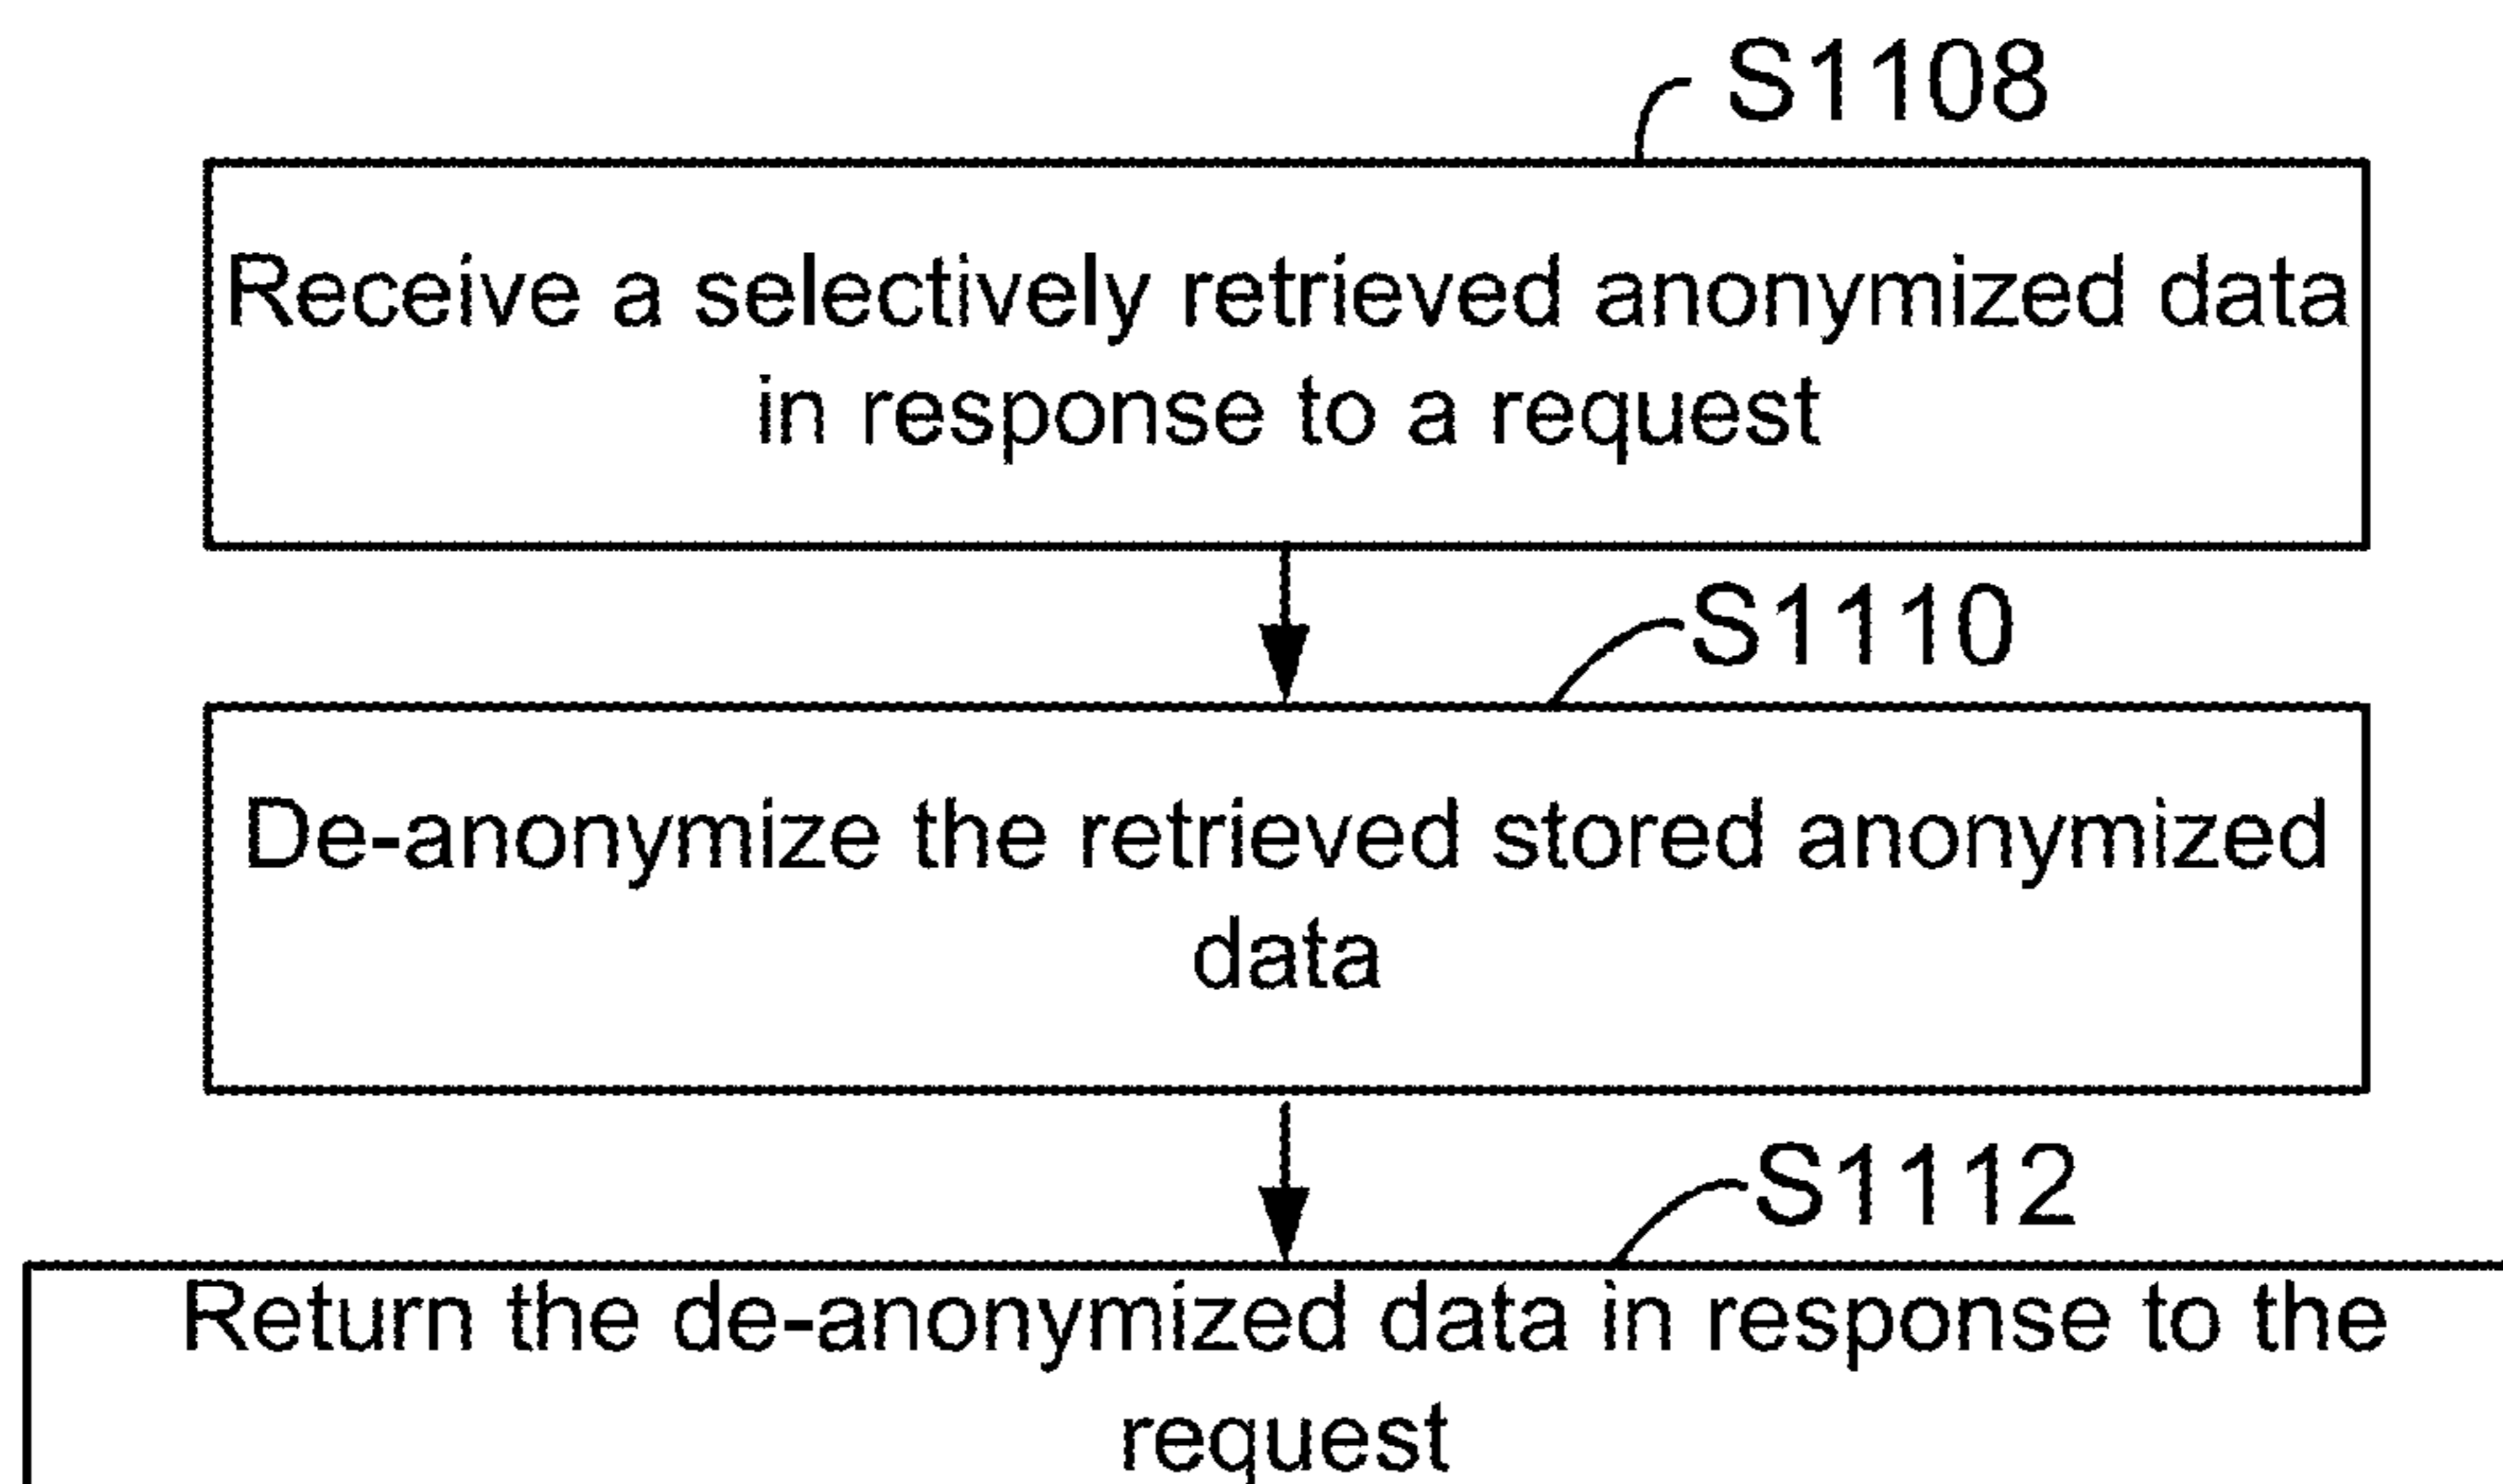 S1108
Receive a selectively retrieved anonymized data
in response to a request
S1110
De-anonymize the retrieved stored anonymized
data
S1112
Return the de-anonymized data in response to the
request